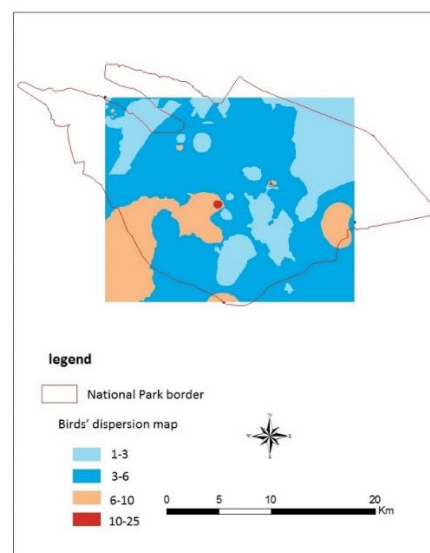 legend
National Park border
Birds' dispersion map
1-3
3-6
6-10
10-25
0 5 10 20
Km